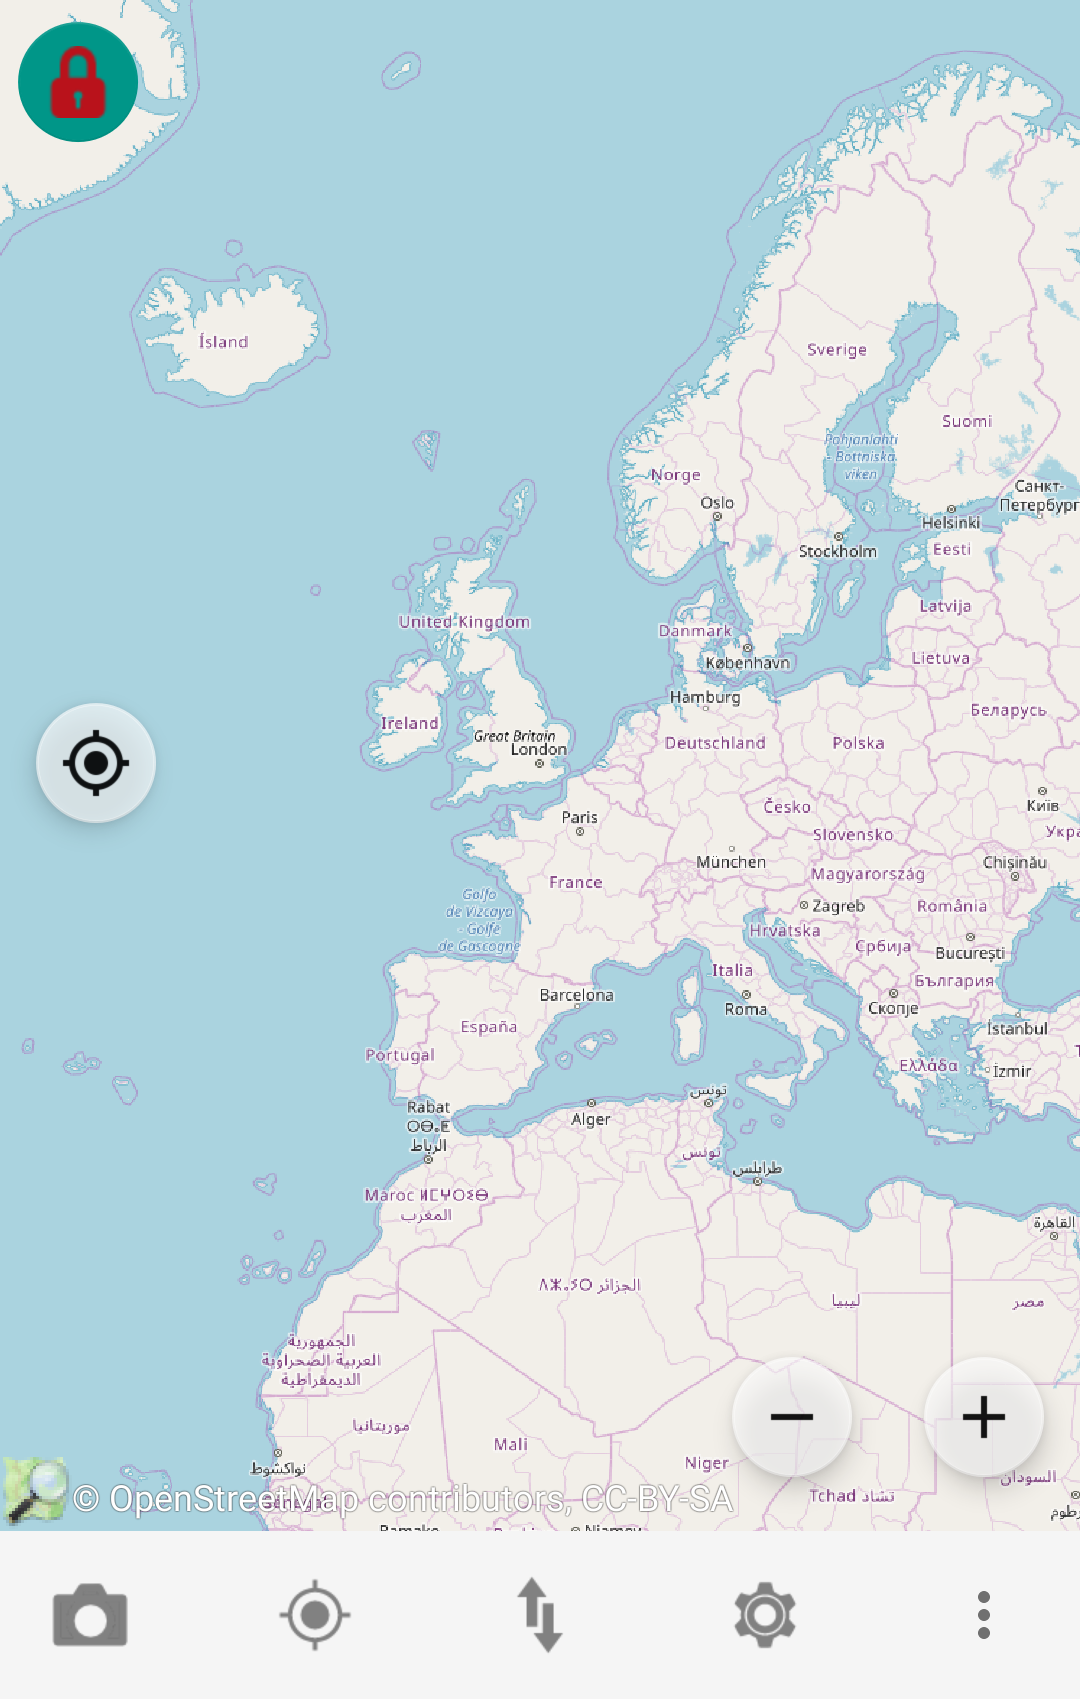 Ísland
Sverige
Suomi
Pohjanlahti
- Bottniska
viken
Norge
Oslo
Санкт-
Петербург
Helsinki
Stockholm
Eesti
Latvija
United Kingdom
Danmark
København
Lietuva
Hamburg
Беларусь
Ireland
Great Britain
London
Deutschland
Polska
Česko
Київ
Paris
Slovensko
Укра
München
Chișinău
France
Magyarország
Golfo
de Vizcaya
- Golfe
de Gascogne
Zagreb
România
Hrvatska
Србија
București
Italia
България
Barcelona
Roma
Скопје
España
İstanbul
Portugal
Ελλάδα
İzmir
تونس
Rabat
ⵔⴱⴰⵟ
الرباط
Alger
تونس
طرابلس
Maroc ⵍⵎⵖⵔⵉⴱ
المغرب
القاهرة
ⴷⵣⴰⵢⵔ الجزائر
ليبيا
مصر
الجمهورية
العربية الصحراوية
الديمقراطية
موريتانيا
Mali
نواكشوط
Niger
السودان
Tchad تشاد
© OpenStreetMap contributors, CC-BY-SA
Bamako
Niamey